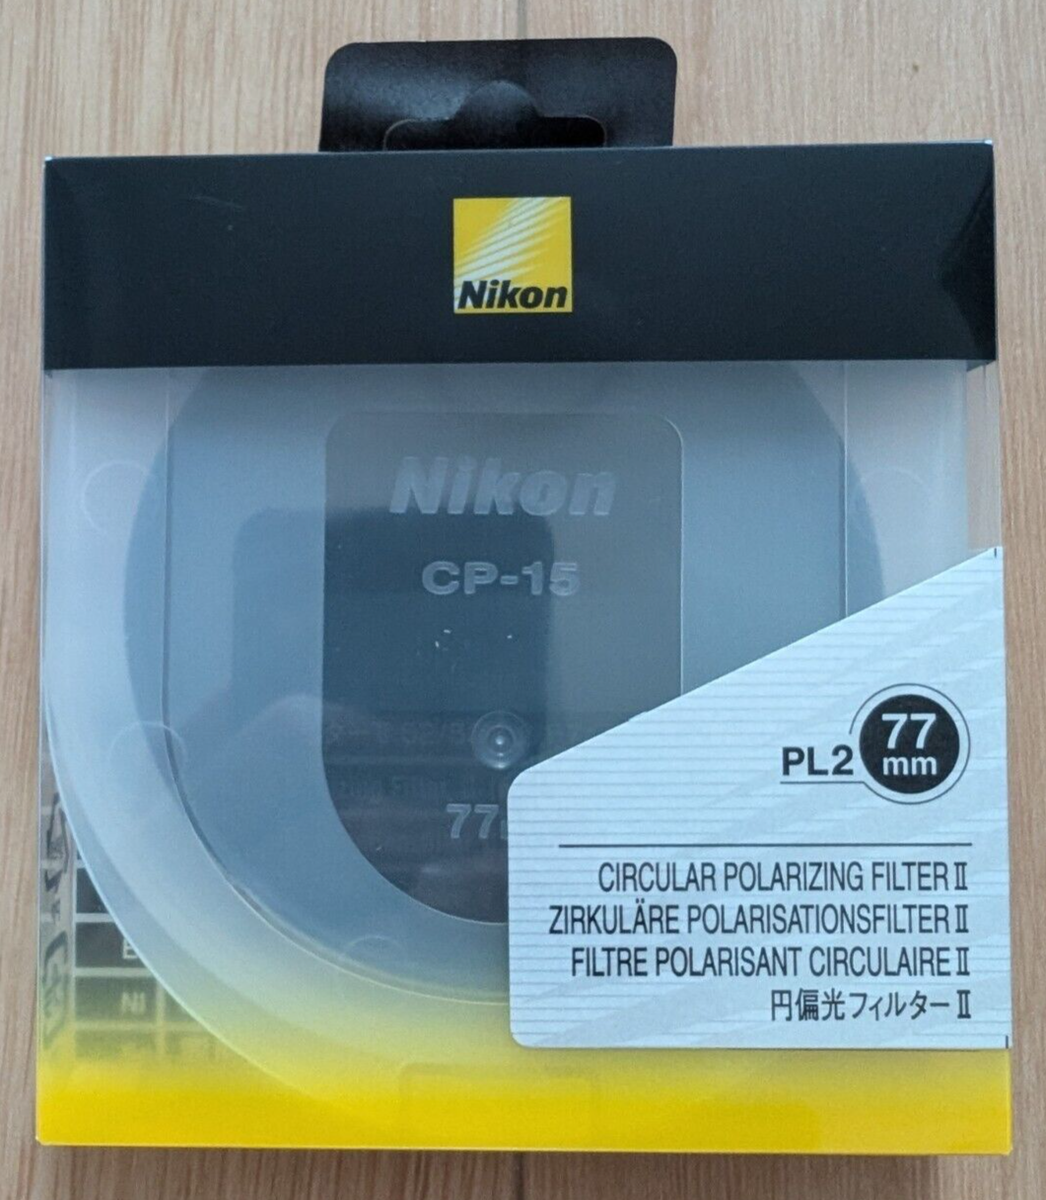 Nikon
Nikon
CP-15
77
PL2
77
mm
CIRCULAR POLARIZING FILTER Ⅱ
ZIRKULÄRE POLARISATIONSFILTER Ⅱ
FILTRE POLARISANT CIRCULAIRE Ⅱ
円偏光フィルター Ⅱ